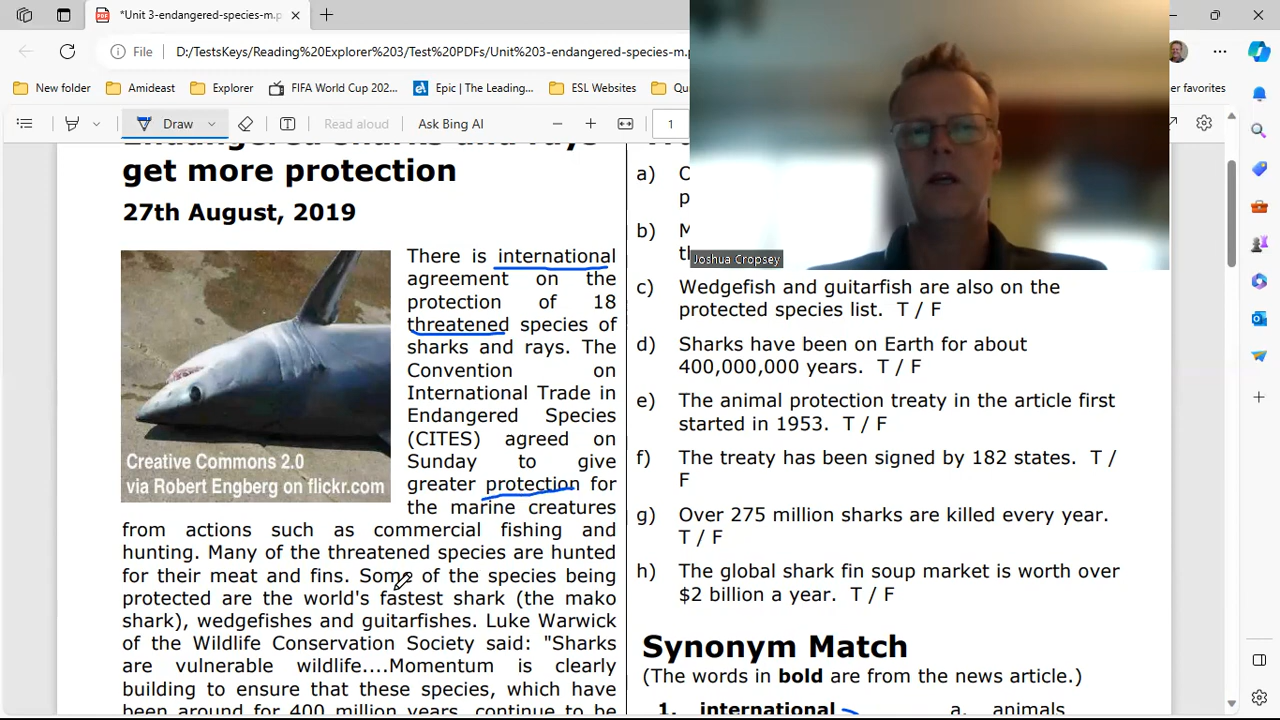 *Unit 3-endangered-species-m.p
File
D:/TestsKeys/Reading%20Explorer%203/Test%20PDFs/Unit%203-endangered-species-m.p
New folder
Amideast
Explorer
FIFA World Cup 202...
Epic | The Leading...
ESL Websites
Qu
er favorites
Draw
Read aloud
Ask Bing AI
1
get more protection
27th August, 2019
There is international
agreement on the
protection of 18
threatened species of
sharks and rays. The
Convention on
International Trade in
Endangered Species
(CITES) agreed on
Sunday to give
greater protection for
the marine creatures
from actions such as commercial fishing and
hunting. Many of the threatened species are hunted
for their meat and fins. Some of the species being
protected are the world's fastest shark (the mako
shark), wedgefishes and guitarfishes. Luke Warwick
of the Wildlife Conservation Society said: "Sharks
are vulnerable wildlife....Momentum is clearly
building to ensure that these species, which have
been around for 400 million years, continue to be
Creative Commons 2.0
via Robert Engberg on flickr.com
a)
b)
c) Wedgefish and guitarfish are also on the
protected species list. T / F
d) Sharks have been on Earth for about
400,000,000 years. T / F
e) The animal protection treaty in the article first
started in 1953. T / F
f) The treaty has been signed by 182 states. T /
F
g) Over 275 million sharks are killed every year.
T / F
h) The global shark fin soup market is worth over
$2 billion a year. T / F
Synonym Match
(The words in bold are from the news article.)
1. international a. animals
Joshua Cropsey